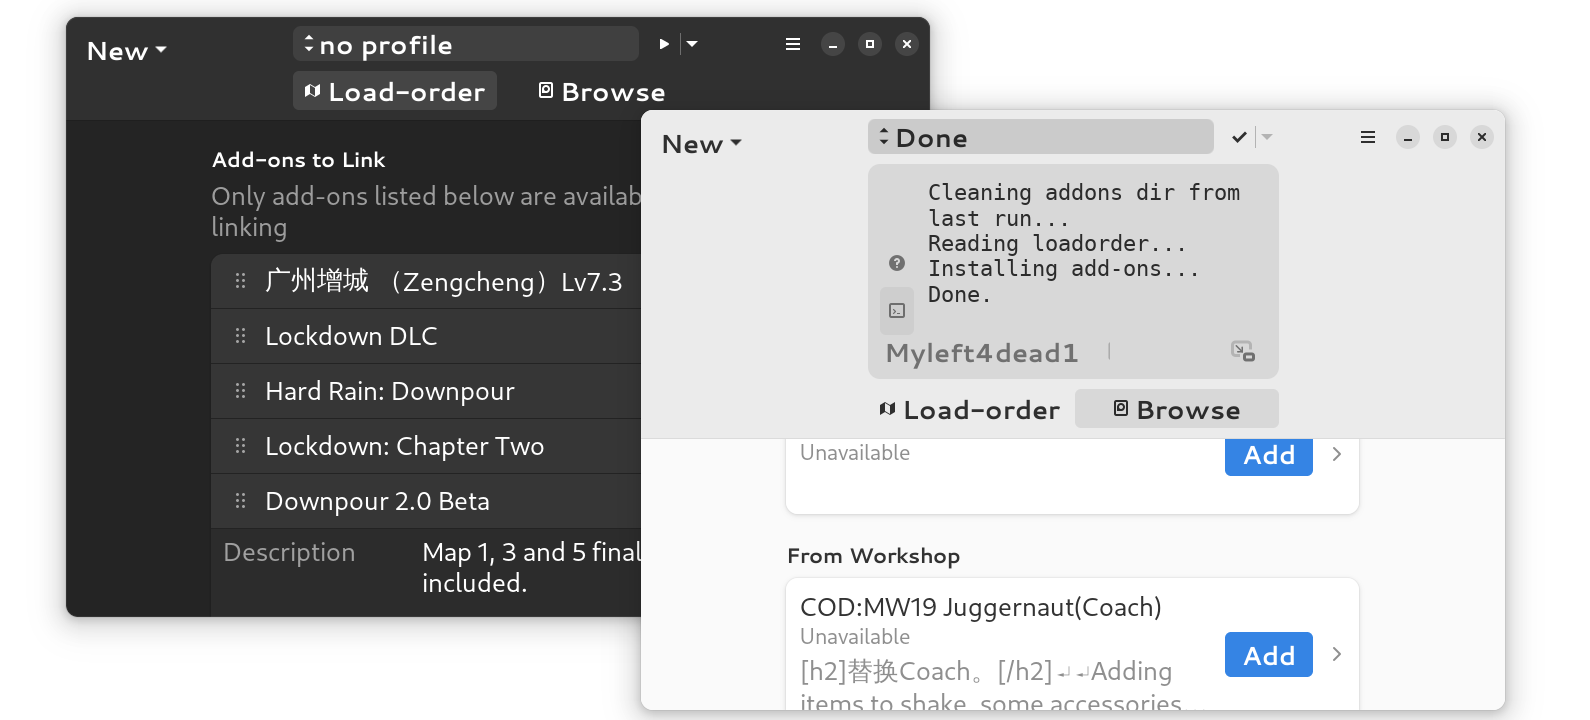 New
no profile
Load-order
Browse
Add-ons to Link
Only add-ons listed below are availab
linking
广州增城 （Zengcheng）Lv7.3
Lockdown DLC
Hard Rain: Downpour
Lockdown: Chapter Two
Downpour 2.0 Beta
Description
Map 1, 3 and 5 final
included.
New
Done
Cleaning addons dir from
last run...
Reading loadorder...
Installing add-ons...
Done.
Myleft4dead1
Load-order
Browse
Unavailable
Add
From Workshop
COD:MW19 Juggernaut(Coach)
Unavailable
Add
[h2]替换Coach。[/h2]↵↵Adding
items to shake, some accessories…